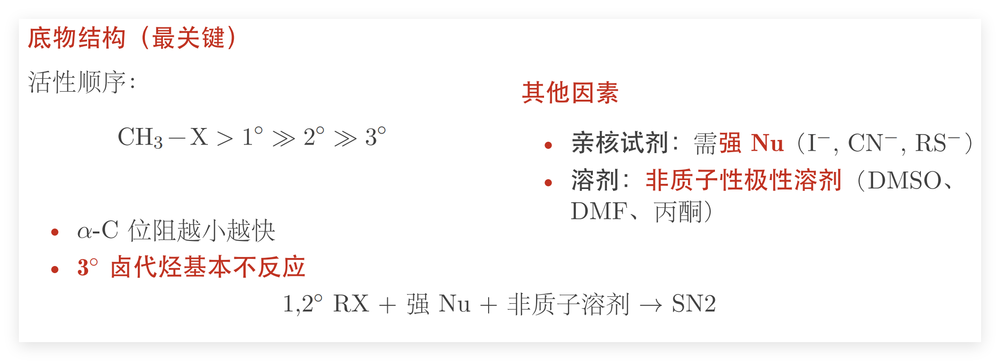 底物结构（最关键）
活性顺序：
CH₃－X > 1° ≫ 2° ≫ 3°
• α-C 位阻越小越快
• 3° 卤代烃基本不反应
其他因素
• 亲核试剂：需强 Nu（I⁻, CN⁻, RS⁻）
• 溶剂：非质子性极性溶剂（DMSO、
DMF、丙酮）
1,2° RX + 强 Nu + 非质子溶剂 → SN2